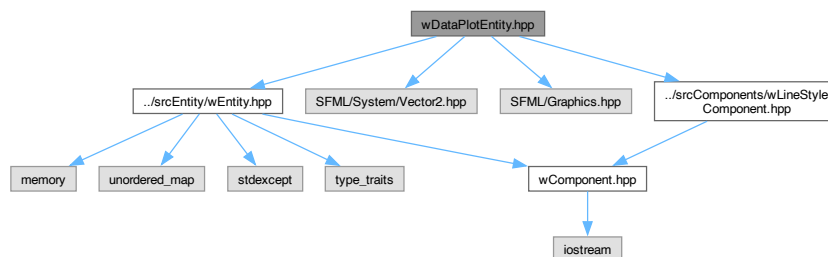 wDataPlotEntity.hpp
../srcEntity/wEntity.hpp
SFML/System/Vector2.hpp
SFML/Graphics.hpp
../srcComponents/wLineStyle
Component.hpp
memory
unordered_map
stdexcept
type_traits
wComponent.hpp
iostream